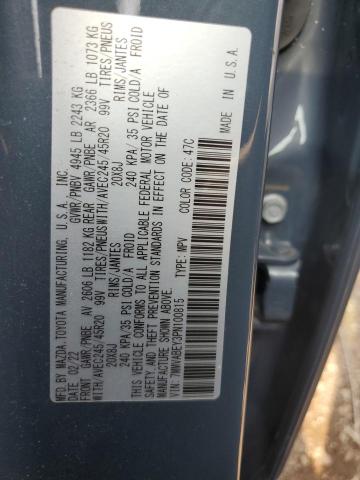 MFD. BY MAZDA TOYOTA MANUFACTURING, U.S.A. INC.
DATE: 02/22 GVWR/PNBV 4945 LB 2243 KG
FRONT GAWR/PNBE AV 2606 LB 1182 KG REAR GAWR/PNBE AR 2366 LB 1073 KG
WITH/AVEC245/45R20 99V TIRES/PNEUS WITH/AVEC245/45R20 99V TIRES/PNEUS
20X8J RIMS/JANTES 20X8J RIMS/JANTES
240 KPA/35 PSI COLD/A FROID 240 KPA/ 35 PSI COLD/A FROID
THIS VEHICLE CONFORMS TO ALL APPLICABLE FEDERAL MOTOR VEHICLE
SAFETY, BUMPER, AND THEFT PREVENTION STANDARDS IN EFFECT ON THE DATE OF
MANUFACTURE SHOWN ABOVE.
VIN: 7MMVABEY3PN100815 TYPE: MPV COLOR CODE: 47C
MADE IN U.S.A.